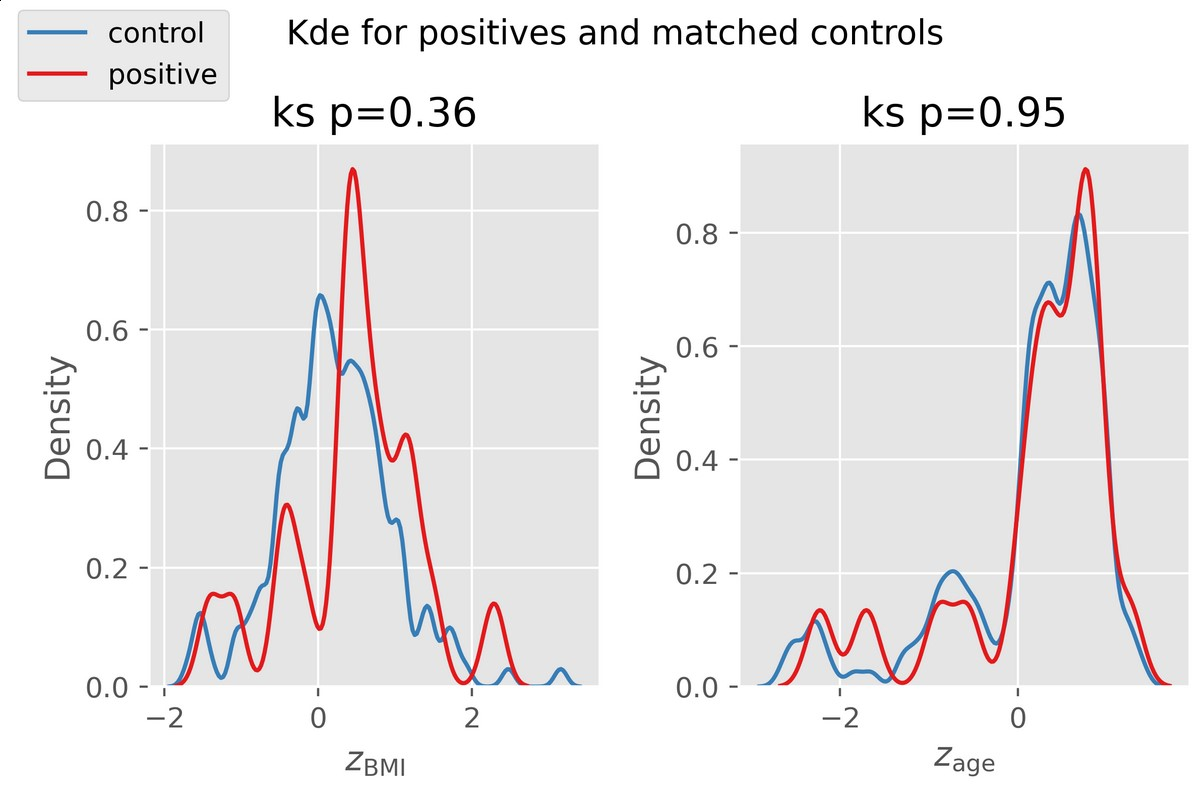 control
positive
Kde for positives and matched controls
ks p=0.36
ks p=0.95
Density
0.8
0.6
0.4
0.2
0.0
−2
0
2
zBMI
Density
0.8
0.6
0.4
0.2
0.0
−2
0
zage